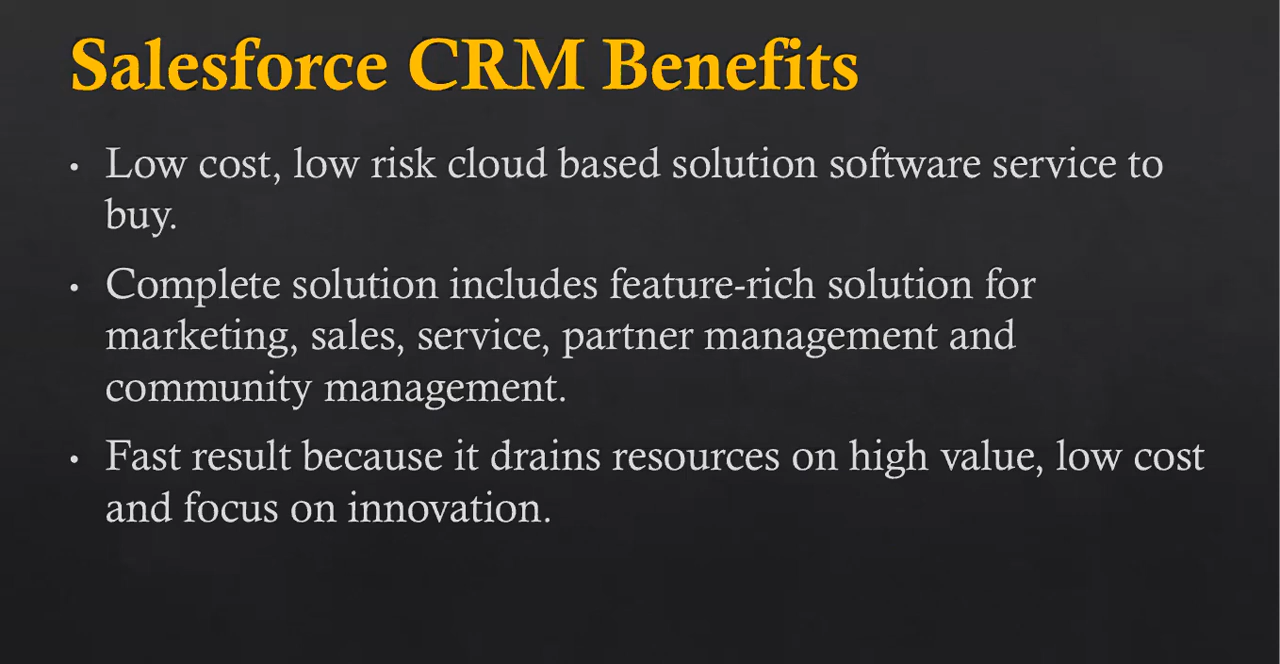 Salesforce CRM Benefits
• Low cost, low risk cloud based solution software service to
buy.
• Complete solution includes feature-rich solution for
marketing, sales, service, partner management and
community management.
• Fast result because it drains resources on high value, low cost
and focus on innovation.